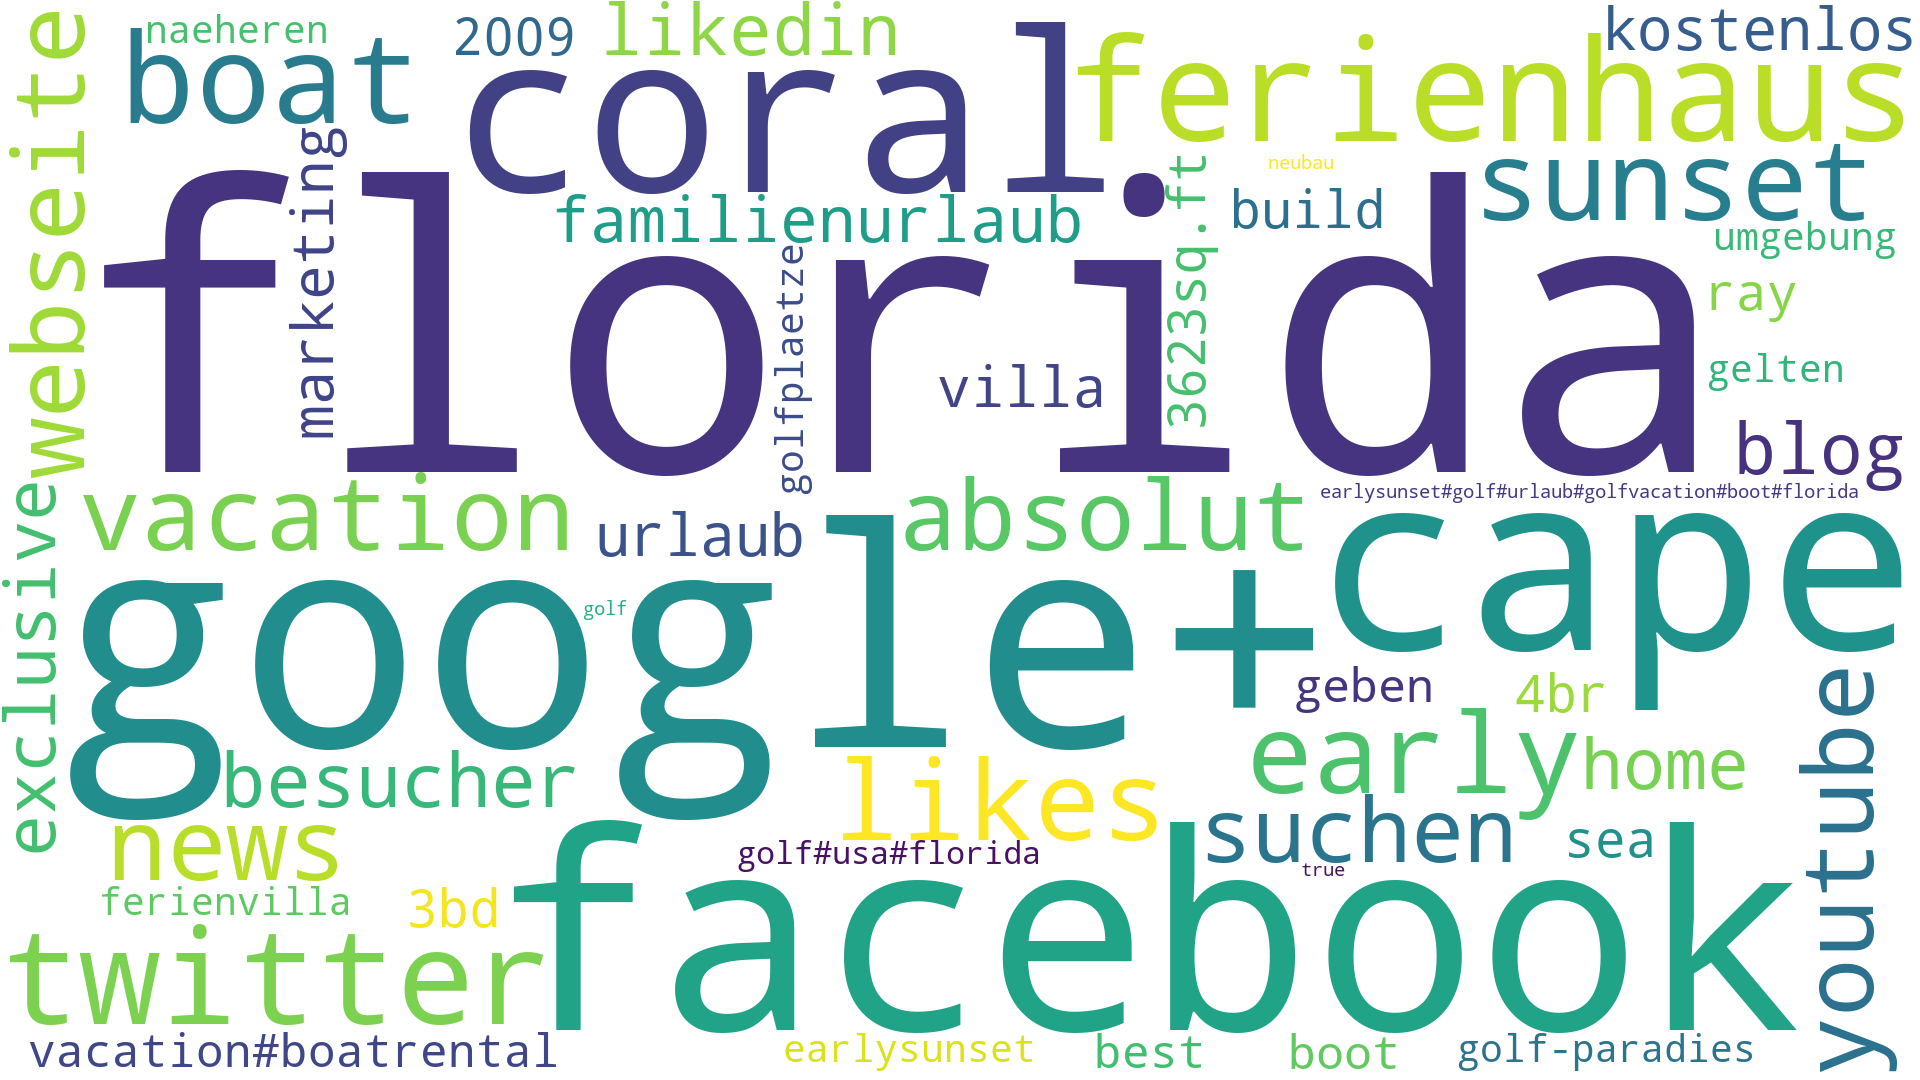 naeheren
2009
likedin
kostenlos
boat
coral
ferienhaus
webseite
marketing
neubau
sunset
familienurlaub
3623sq.ft
build
umgebung
florida
golfplaetze
villa
ray
gelten
blog
vacation
urlaub
absolut
earlysunset#golf#urlaub#golfvacation#boot#florida
exclusive
google+
cape
golf
geben
4br
youtube
besucher
likes
early
home
news
golf#usa#florida
suchen
sea
true
ferienvilla
3bd
facebook
twitter
vacation#boatrental
earlysunset
best
boot
golf-paradies